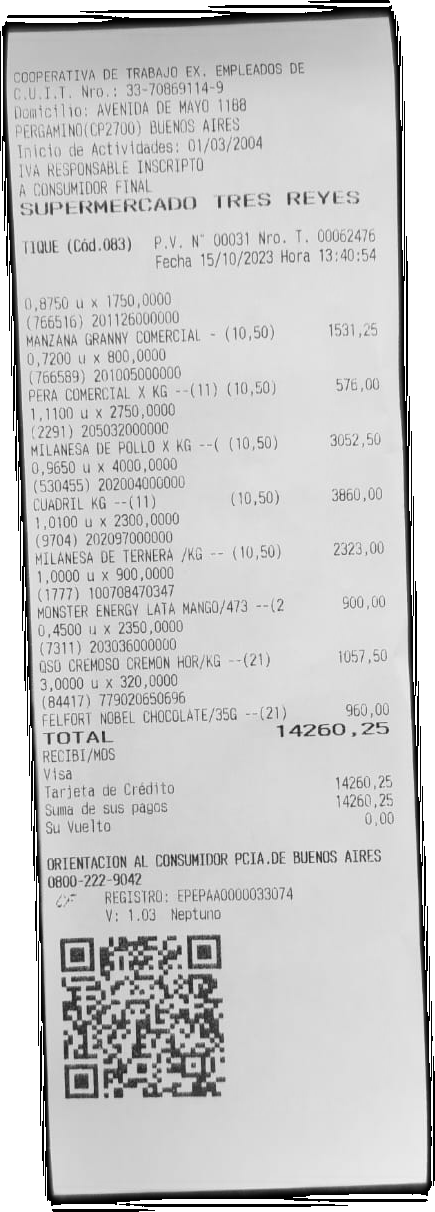 COOPERATIVA DE TRABAJO EX. EMPLEADOS DE
C.U.I.T. Nro.: 33-70869114-9
Domicilio: AVENIDA DE MAYO 1188
PERGAMINO(CP2700) BUENOS AIRES
Inicio de Actividades: 01/03/2004
IVA RESPONSABLE INSCRIPTO
A CONSUMIDOR FINAL
SUPERMERCADO TRES REYES
TIQUE (Cód.083) P.V. N° 00031 Nro. T. 00062476
Fecha 15/10/2023 Hora 13:40:54
0,8750 u x 1750,0000
(766516) 201126000000
MANZANA GRANNY COMERCIAL - (10,50) 1531,25
0,7200 u x 800,0000
(766589) 201005000000
PERA COMERCIAL X KG --(11) (10,50) 576,00
1,1100 u x 2750,0000
(2291) 205032000000
MILANESA DE POLLO X KG --( (10,50) 3052,50
0,9650 u x 4000,0000
(530455) 202004000000
CUADRIL KG --(11) (10,50) 3860,00
1,0100 u x 2300,0000
(9704) 202097000000
MILANESA DE TERNERA /KG -- (10,50) 2323,00
1,0000 u x 900,0000
(1777) 100708470347
MONSTER ENERGY LATA MANGO/473 --(2 900,00
0,4500 u x 2350,0000
(7311) 203036000000
QSO CREMOSO CREMON HOR/KG --(21) 1057,50
3,0000 u x 320,0000
(84417) 779020650696
FELFORT NOBEL CHOCOLATE/35G --(21) 960,00
TOTAL 14260,25
RECIBI/MOS
Visa
Tarjeta de Crédito 14260,25
Suma de sus pagos 14260,25
Su Vuelto 0,00
ORIENTACION AL CONSUMIDOR PCIA.DE BUENOS AIRES
0800-222-9042
REGISTRO: EPEPAA0000033074
V: 1.03 Neptuno